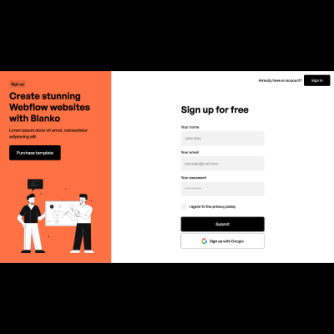 Sign up
Create stunning
Webflow websites
with Blanko
Lorem ipsum dolor sit amet, consectetur
adipiscing elit.
Purchase template
Already have an account?
Sign in
Sign up for free
Your name
John Doe
Your email
example@mail.com
Your password
I agree to the privacy policy
Submit
Sign up with Google